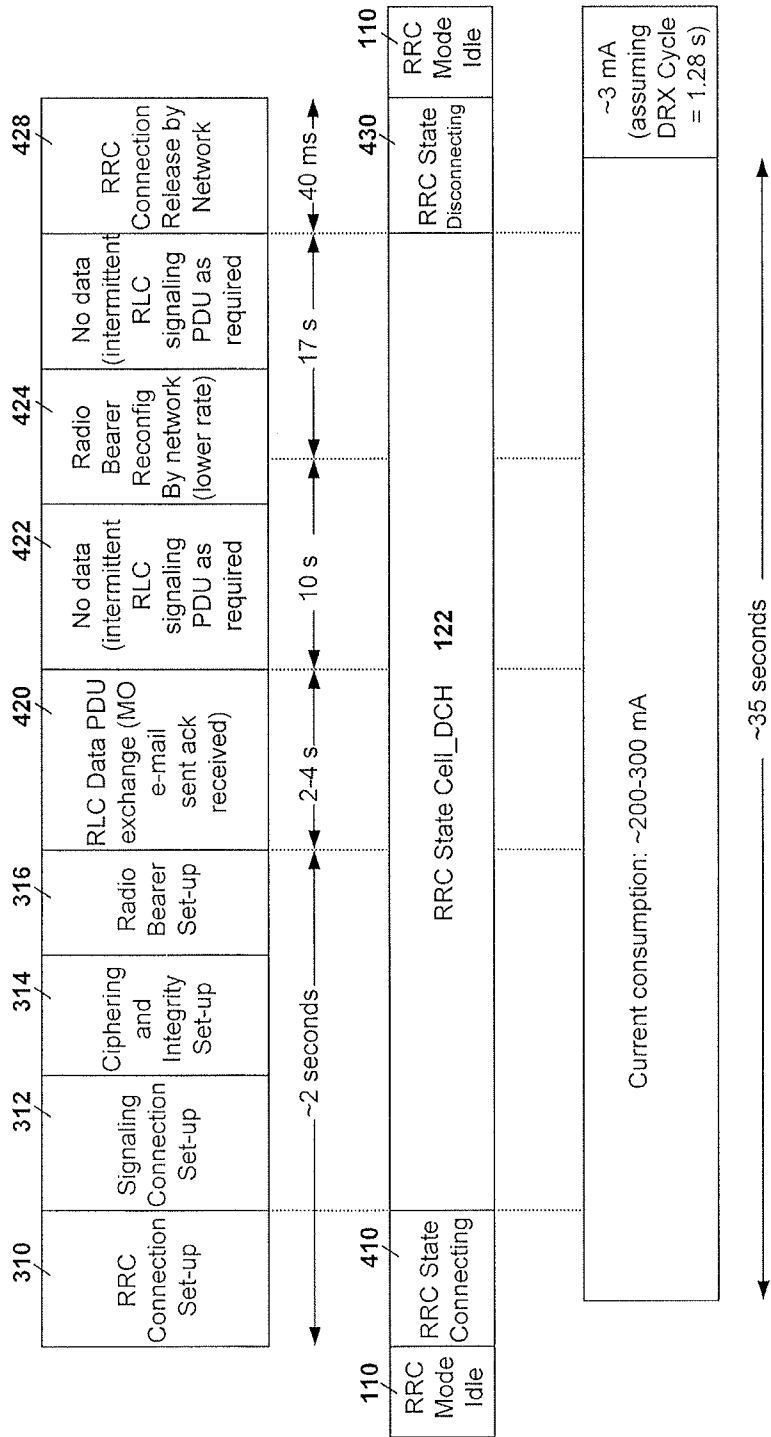 310
RRC
Connection
Set-up
312
Signaling
Connection
Set-up
314
Ciphering
and
Integrity
Set-up
316
Radio
Bearer
Set-up
420
RLC Data PDU
exchange (MO
e-mail
sent ack
received)
422
No data
(intermittent
RLC
signaling
PDU as
required
424
Radio
Bearer
Reconfig
By network
(lower rate)
No data
(intermittent
RLC
signaling
PDU as
required
428
RRC
Connection
Release by
Network
~2 seconds
2-4 s
10 s
17 s
40 ms
110
RRC
Mode
Idle
410
RRC State
Connecting
RRC State Cell_DCH 122
430
RRC State
Disconnecting
110
RRC
Mode
Idle
Current consumption: ~200-300 mA
~3 mA
(assuming
DRX Cycle
= 1.28 s)
~35 seconds